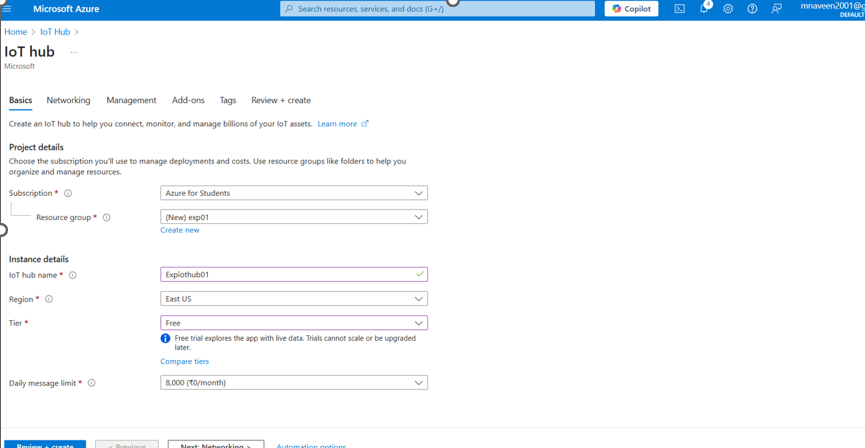 Microsoft Azure
Search resources, services, and docs (G+/)
Copilot
4
mnaveen2001@g
DEFAULT
Home > IoT Hub >
IoT hub ...
Microsoft
Basics Networking Management Add-ons Tags Review + create
Create an IoT hub to help you connect, monitor, and manage billions of your IoT assets. Learn more
Project details
Choose the subscription you'll use to manage deployments and costs. Use resource groups like folders to help you
organize and manage resources.
Subscription * Azure for Students
Resource group * (New) exp01
Create new
Instance details
IoT hub name * Expiothub01
Region * East US
Tier * Free
Free trial explores the app with live data. Trials cannot scale or be upgraded
later.
Compare tiers
Daily message limit * 8,000 (₹0/month)
Review + create < Previous Next: Networking > Automation options